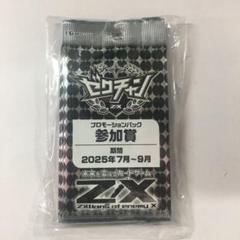 ゼクチャン!
Z/X
プロモーションパック
参加賞
期間
2025年7月〜9月
Z/X
Zillions of enemy X